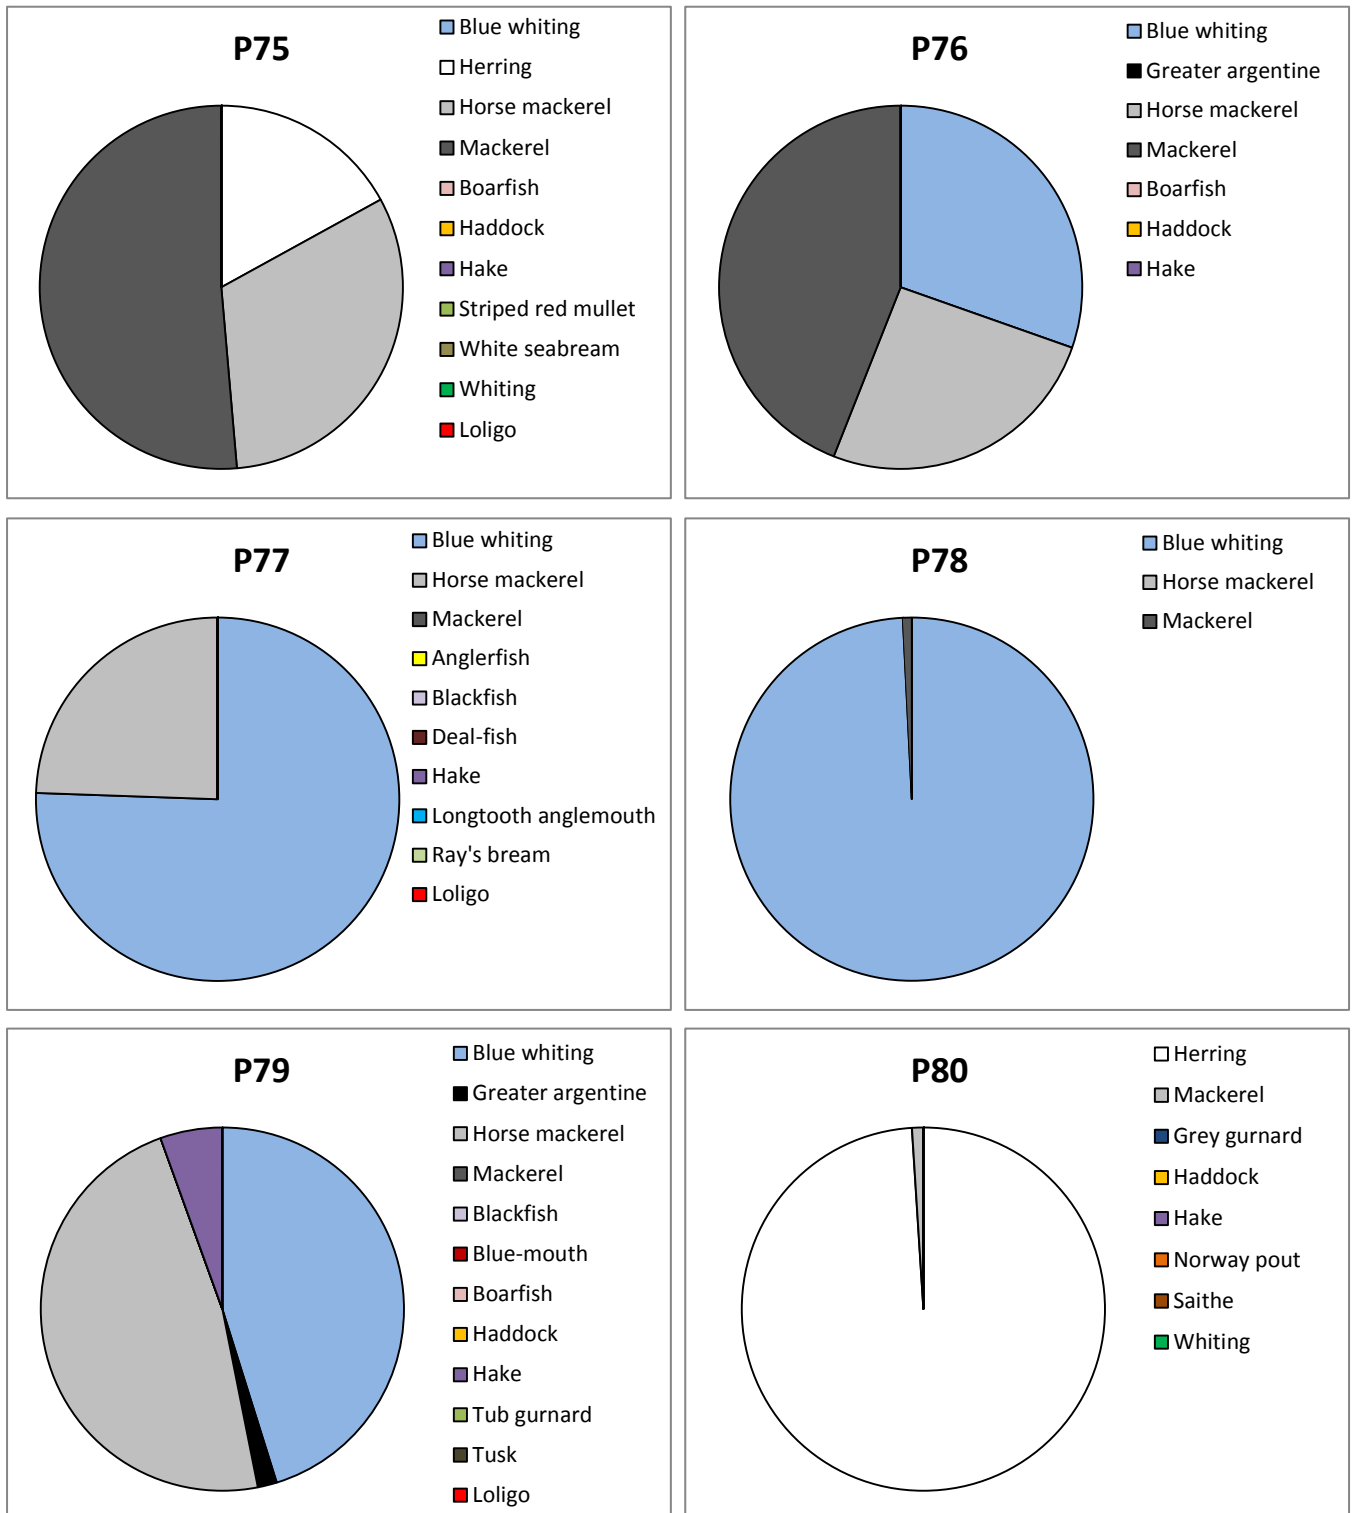 P75
Blue whiting
Herring
Horse mackerel
Mackerel
Boarfish
Haddock
Hake
Striped red mullet
White seabream
Whiting
Loligo
P76
Blue whiting
Greater argentine
Horse mackerel
Mackerel
Boarfish
Haddock
Hake
P77
Blue whiting
Horse mackerel
Mackerel
Anglerfish
Blackfish
Deal-fish
Hake
Longtooth anglemouth
Ray's bream
Loligo
P78
Blue whiting
Horse mackerel
Mackerel
P79
Blue whiting
Greater argentine
Horse mackerel
Mackerel
Blackfish
Blue-mouth
Boarfish
Haddock
Hake
Tub gurnard
Tusk
Loligo
P80
Herring
Mackerel
Grey gurnard
Haddock
Hake
Norway pout
Saithe
Whiting